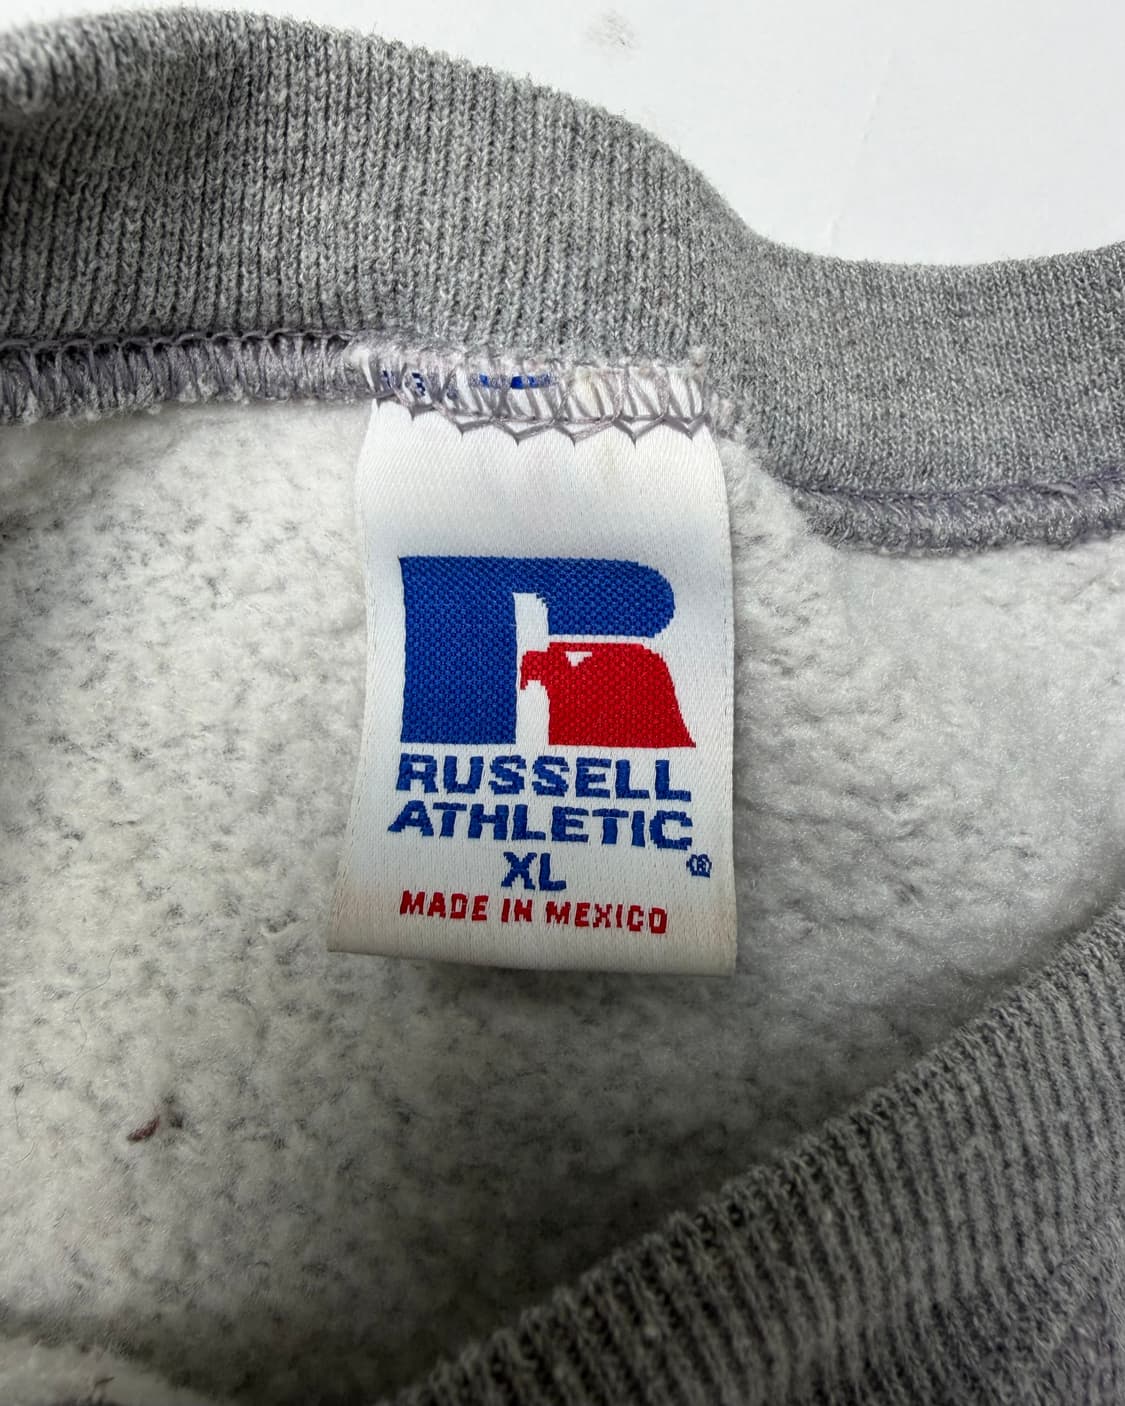 RUSSELL
ATHLETIC
®
XL
MADE IN MEXICO